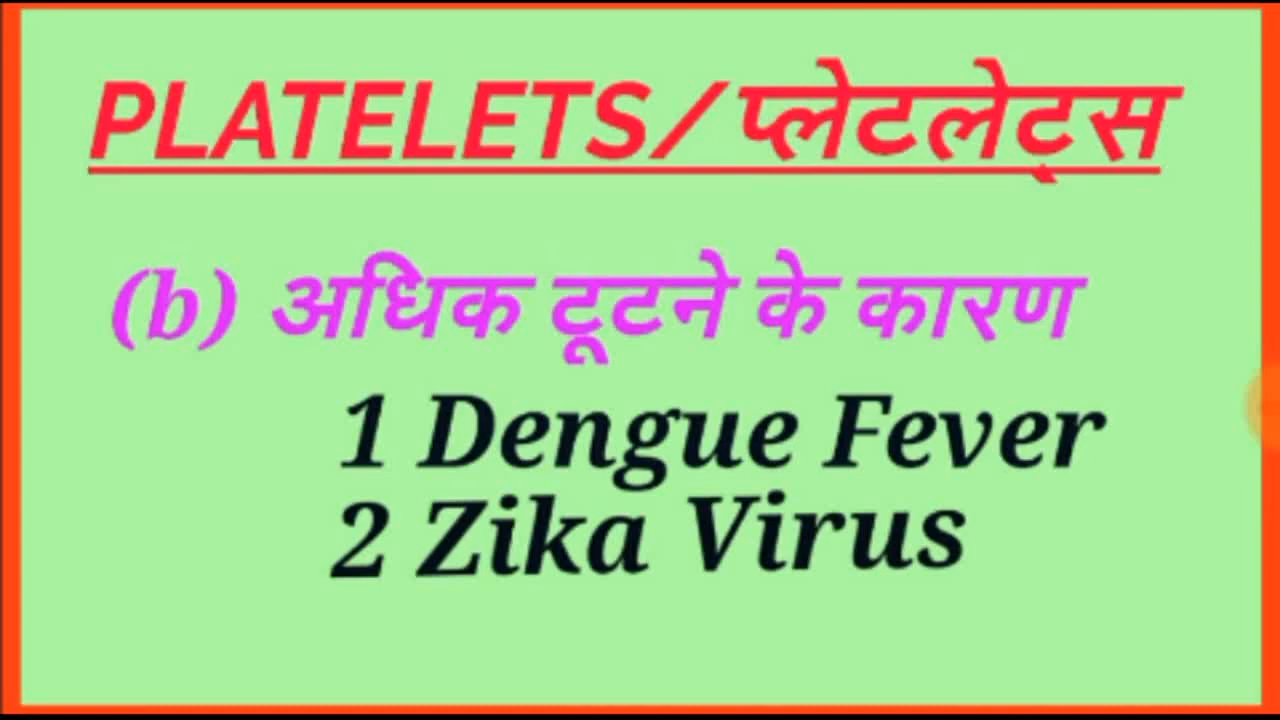 PLATELETS/प्लेटलेट्स
(b) अधिक टूटने के कारण
1 Dengue Fever
2 Zika Virus